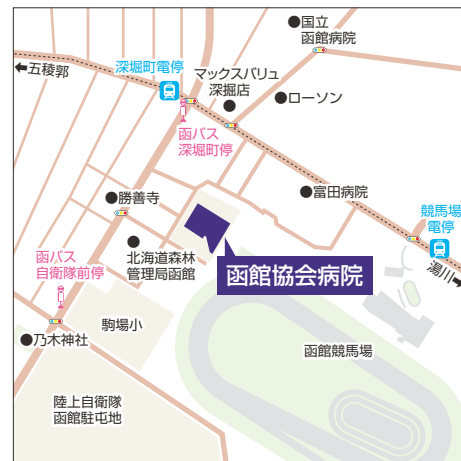 国立
函館病院
←五稜郭
深堀町電停
マックスバリュ
深掘店
ローソン
函バス
深堀町停
勝善寺
富田病院
競馬場
電停
湯川→
函バス
自衛隊前停
北海道森林
管理局函館
函館協会病院
駒場小
函館競馬場
乃木神社
陸上自衛隊
函館駐屯地